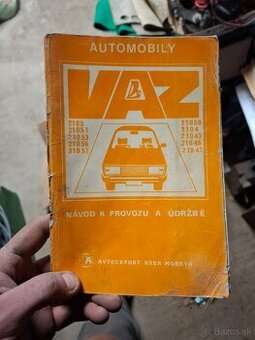 AUTOMOBILY
VAZ
2105
21051
21053
21056
21057
21058
2104
21043
21046
21047
NÁVOD K PROVOZU A ÚDRŽBĚ
AVTOEXPORT SSSR MOSKVA
Bazos.sk